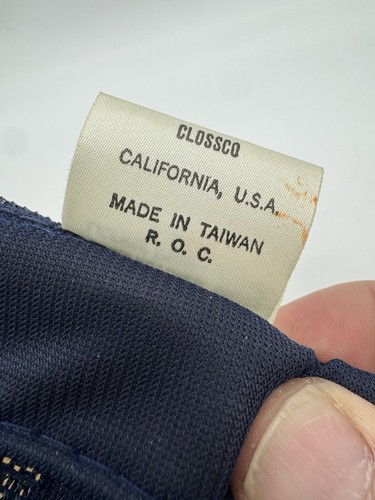 CLOSSCO
CALIFORNIA, U.S.A.
MADE IN TAIWAN
R. O. C.